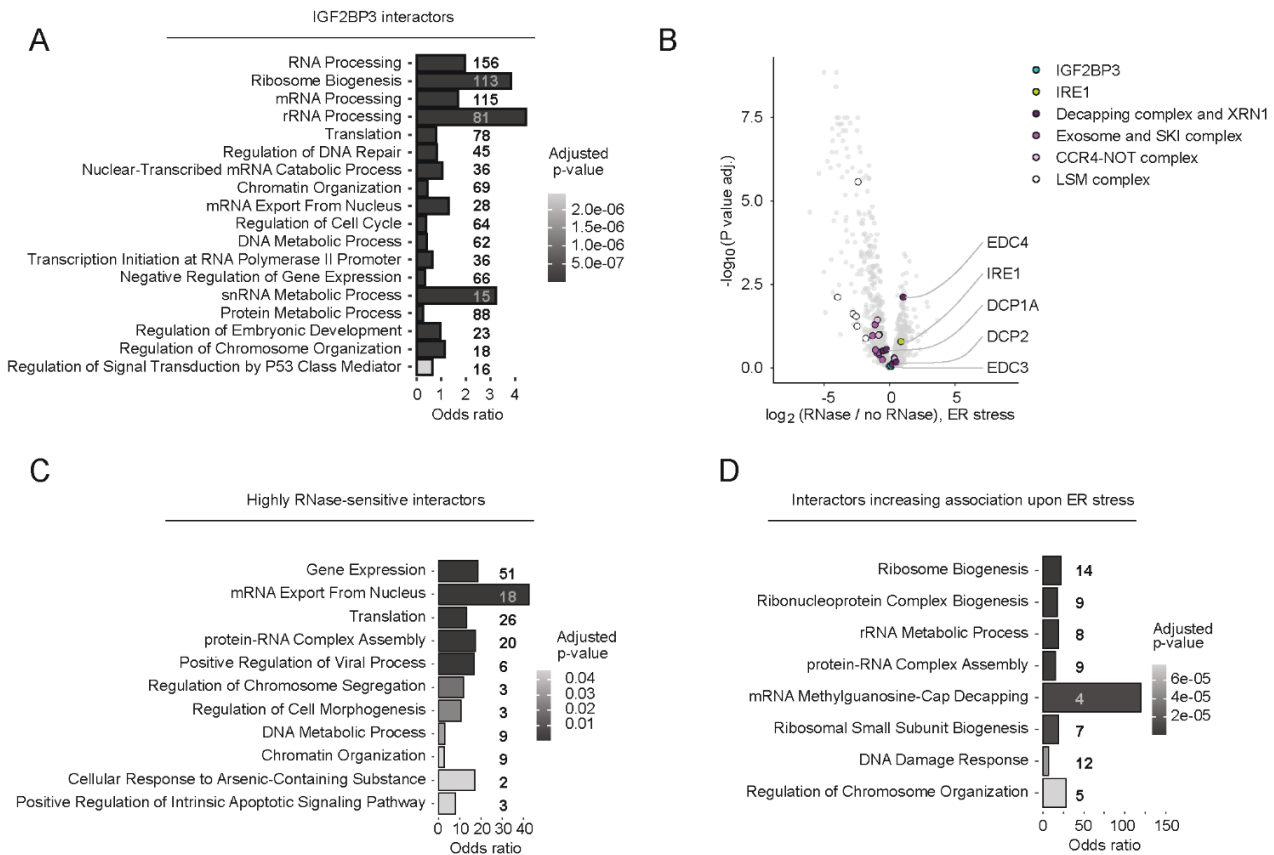 A
IGF2BP3 interactors
RNA Processing 156
Ribosome Biogenesis 113
mRNA Processing 115
rRNA Processing 81
Translation 78
Regulation of DNA Repair 45
Nuclear-Transcribed mRNA Catabolic Process 36
Chromatin Organization 69
mRNA Export From Nucleus 28
Regulation of Cell Cycle 64
DNA Metabolic Process 62
Transcription Initiation at RNA Polymerase II Promoter 36
Negative Regulation of Gene Expression 66
snRNA Metabolic Process 15
Protein Metabolic Process 88
Regulation of Embryonic Development 23
Regulation of Chromosome Organization 18
Regulation of Signal Transduction by P53 Class Mediator 16
0 1 2 3 4
Odds ratio
Adjusted
p-value
2.0e-06
1.5e-06
1.0e-06
5.0e-07
B
-log10(P value adj.)
7.5
5.0
2.5
0.0
-5 0 5
log2 (RNase / no RNase), ER stress
EDC4
IRE1
DCP1A
DCP2
EDC3
IGF2BP3
IRE1
Decapping complex and XRN1
Exosome and SKI complex
CCR4-NOT complex
LSM complex
C
Highly RNase-sensitive interactors
Gene Expression 51
mRNA Export From Nucleus 18
Translation 26
protein-RNA Complex Assembly 20
Positive Regulation of Viral Process 6
Regulation of Chromosome Segregation 3
Regulation of Cell Morphogenesis 3
DNA Metabolic Process 9
Chromatin Organization 9
Cellular Response to Arsenic-Containing Substance 2
Positive Regulation of Intrinsic Apoptotic Signaling Pathway 3
0 10 20 30 40
Odds ratio
Adjusted
p-value
0.04
0.03
0.02
0.01
D
Interactors increasing association upon ER stress
Ribosome Biogenesis 14
Ribonucleoprotein Complex Biogenesis 9
rRNA Metabolic Process 8
protein-RNA Complex Assembly 9
mRNA Methylguanosine-Cap Decapping 4
Ribosomal Small Subunit Biogenesis 7
DNA Damage Response 12
Regulation of Chromosome Organization 5
0 50 100 150
Odds ratio
Adjusted
p-value
6e-05
4e-05
2e-05